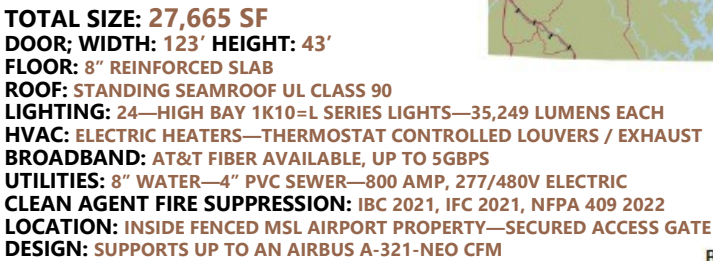 TOTAL SIZE: 27,665 SF
DOOR; WIDTH: 123’ HEIGHT: 43’
FLOOR: 8” REINFORCED SLAB
ROOF: STANDING SEAMROOF UL CLASS 90
LIGHTING: 24—HIGH BAY 1K10=L SERIES LIGHTS—35,249 LUMENS EACH
HVAC: ELECTRIC HEATERS—THERMOSTAT CONTROLLED LOUVERS / EXHAUST
BROADBAND: AT&T FIBER AVAILABLE, UP TO 5GBPS
UTILITIES: 8” WATER—4” PVC SEWER—800 AMP, 277/480V ELECTRIC
CLEAN AGENT FIRE SUPPRESSION: IBC 2021, IFC 2021, NFPA 409 2022
LOCATION: INSIDE FENCED MSL AIRPORT PROPERTY—SECURED ACCESS GATE
DESIGN: SUPPORTS UP TO AN AIRBUS A-321-NEO CFM